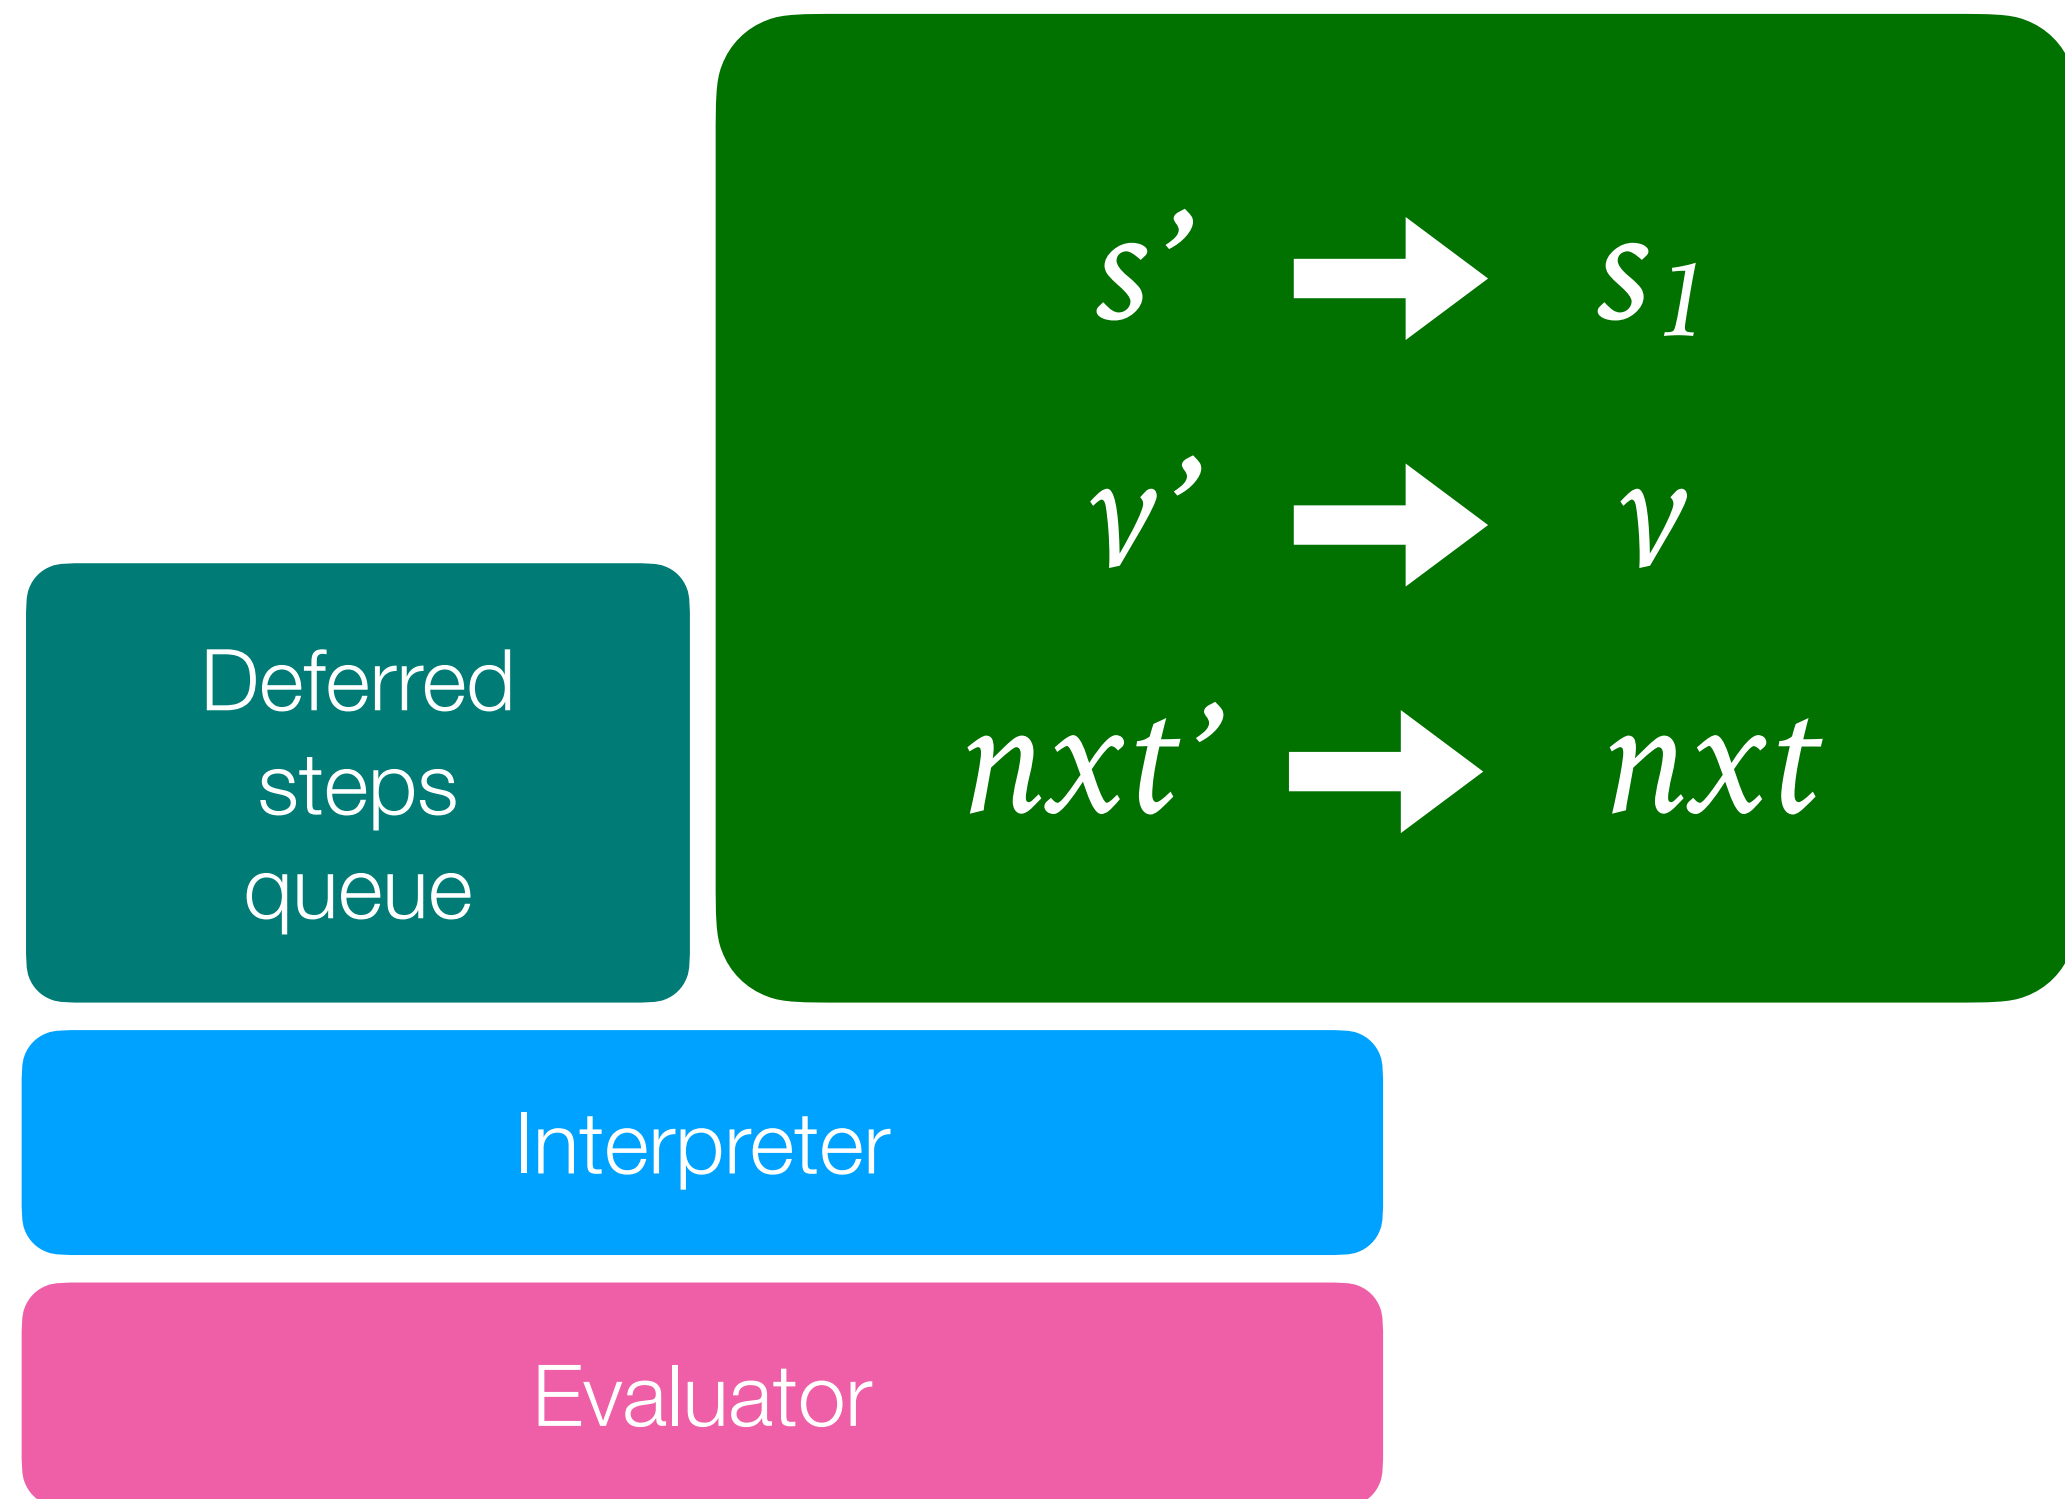 s’ → s₁
v’ → v
nxt’ → nxt
Deferred
steps
queue
Interpreter
Evaluator